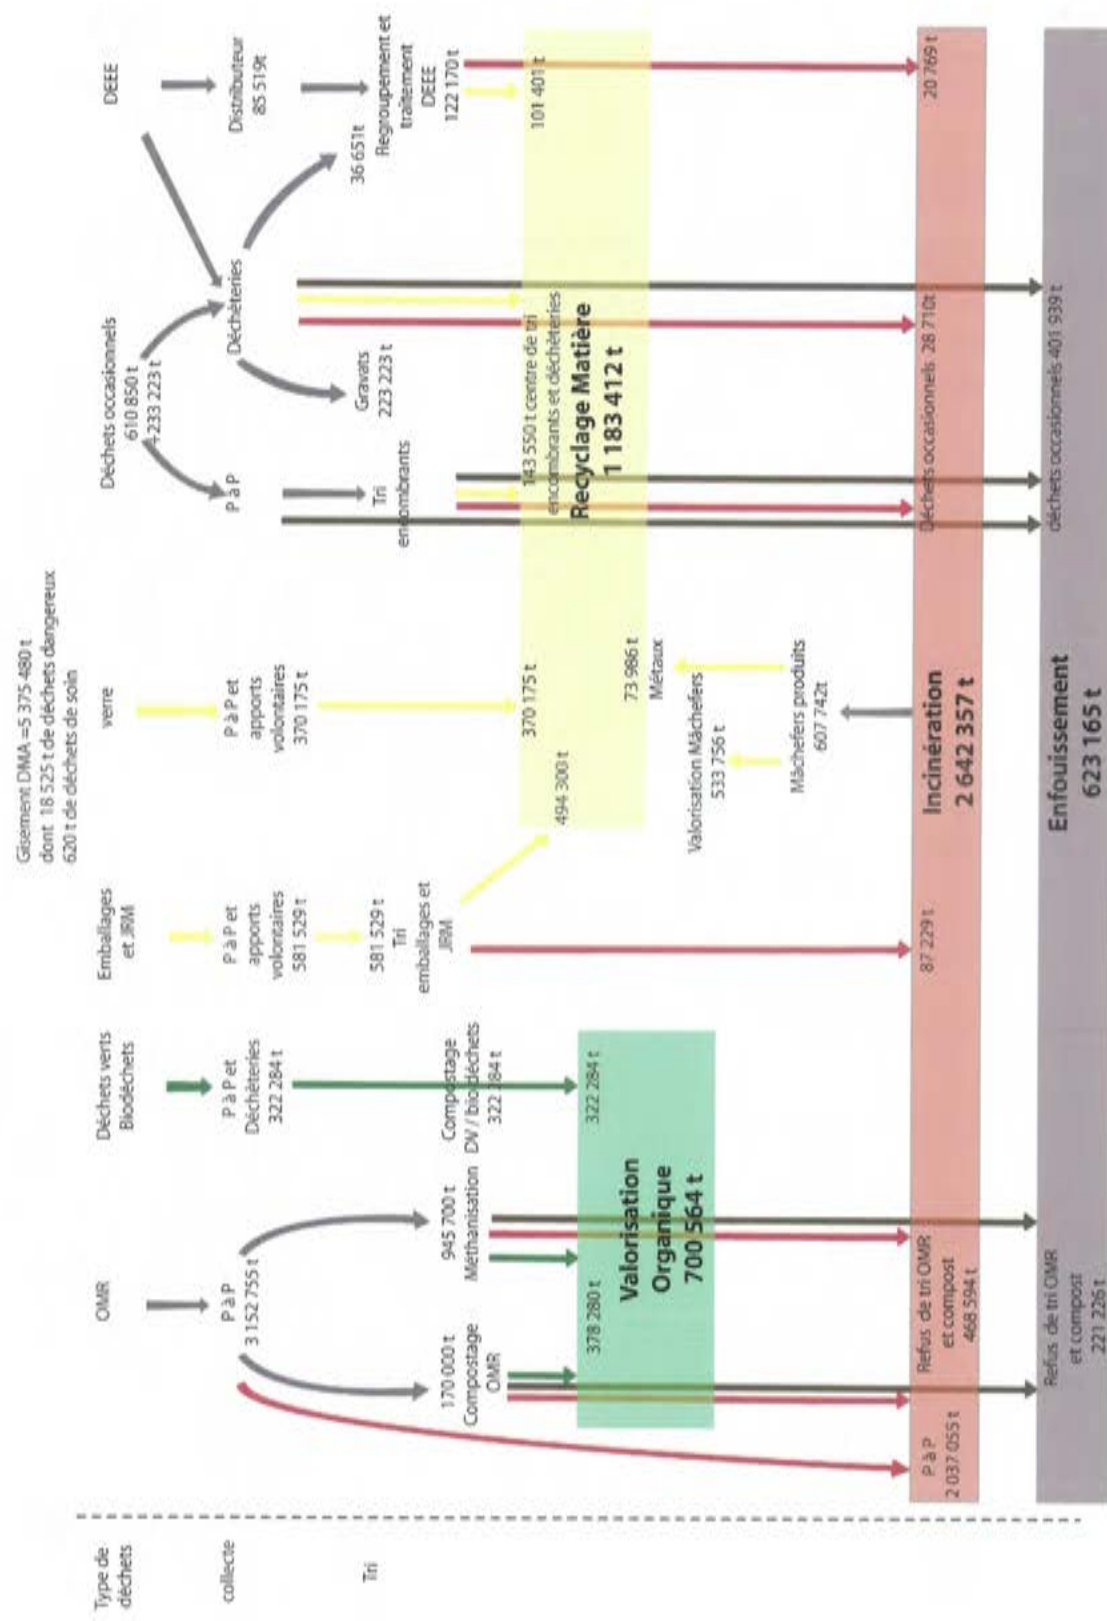 Gisement DMA =5 375 480 t
dont 18 525 t de déchets dangereux
620 t de déchets de soin
Type de
déchets
OMR
Déchets verts
Biodéchets
Emballages
et JRM
verre
Déchets occasionnels
610 850 t
+233 223 t
DEEE
collecte
P à P
3 152 755 t
P à P et
Déchèteries
322 284 t
P à P et
apports
volontaires
581 529 t
P à P et
apports
volontaires
370 175 t
P à P
Déchèteries
Distributeur
85 519t
Tri
581 529 t
Tri
emballages et
JRM
Tri
encombrants
Gravats
223 223 t
36 651t
Regroupement et
traitement
DEEE
122 170 t
170 000 t
Compostage
OMR
945 700 t
Méthanisation
Compostage
DV / biodéchets
322 284 t
378 280 t
322 284 t
Valorisation
Organique
700 564 t
494 300 t
370 175 t
143 550 t centre de tri
encombrants et déchèteries
101 401 t
Recyclage Matière
1 183 412 t
73 986 t
Métaux
Valorisation Mâchefers
533 756 t
Mâchefers produits
607 742t
P à P
2 037 055 t
Refus de tri OMR
et compost
468 594 t
87 229 t
Incinération
2 642 357 t
Déchets occasionnels 28 710t
20 769 t
Refus de tri OMR
et compost
221 226 t
Enfouissement
623 165 t
déchets occasionnels 401 939 t